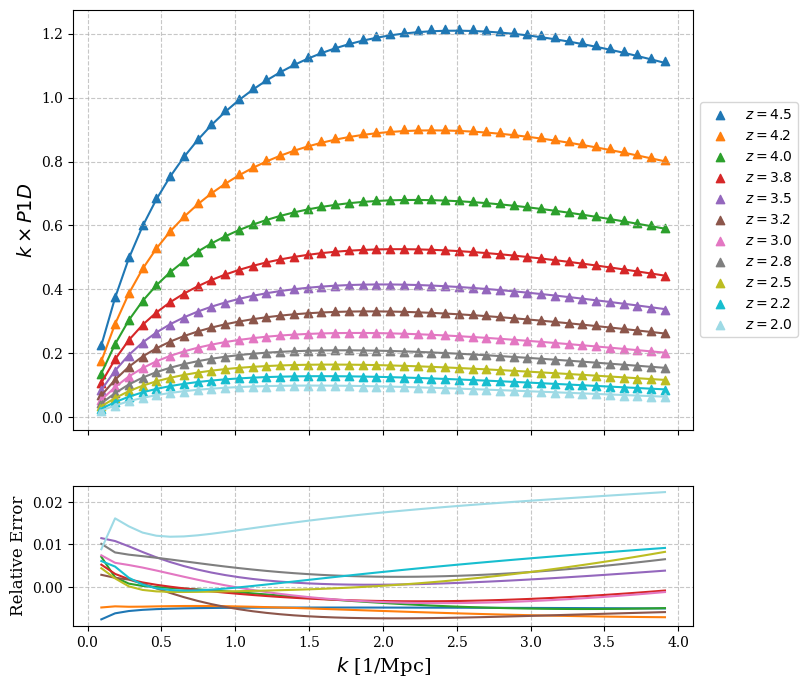 1.2
1.0
0.8
0.6
0.4
0.2
0.0
k × P1D
z = 4.5
z = 4.2
z = 4.0
z = 3.8
z = 3.5
z = 3.2
z = 3.0
z = 2.8
z = 2.5
z = 2.2
z = 2.0
0.02
0.01
0.00
Relative Error
0.0 0.5 1.0 1.5 2.0 2.5 3.0 3.5 4.0
k [1/Mpc]